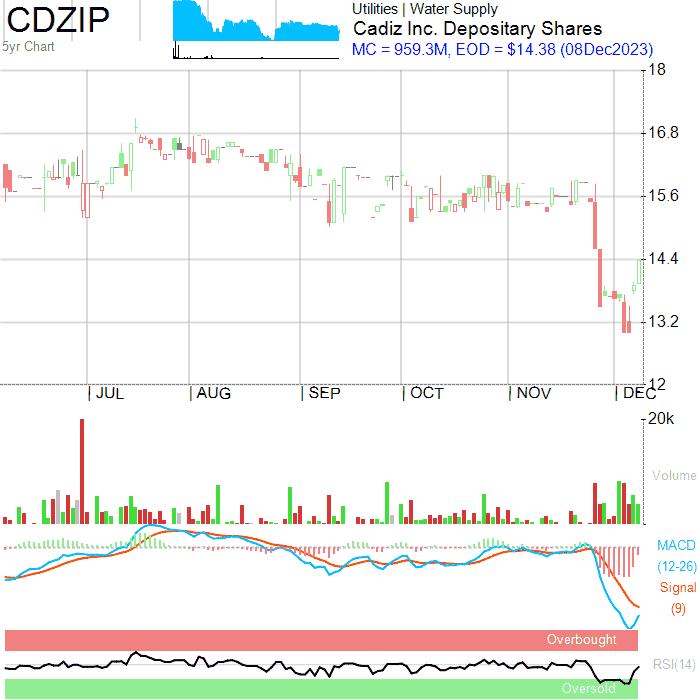 CDZIP
5yr Chart
Utilities | Water Supply
Cadiz Inc. Depositary Shares
MC = 959.3M, EOD = $14.38 (08Dec2023)
18
16.8
15.6
14.4
13.2
12
JUL AUG SEP OCT NOV DEC
20k
Volume
MACD
(12-26)
Signal
(9)
Overbought
RSI(14)
Oversold